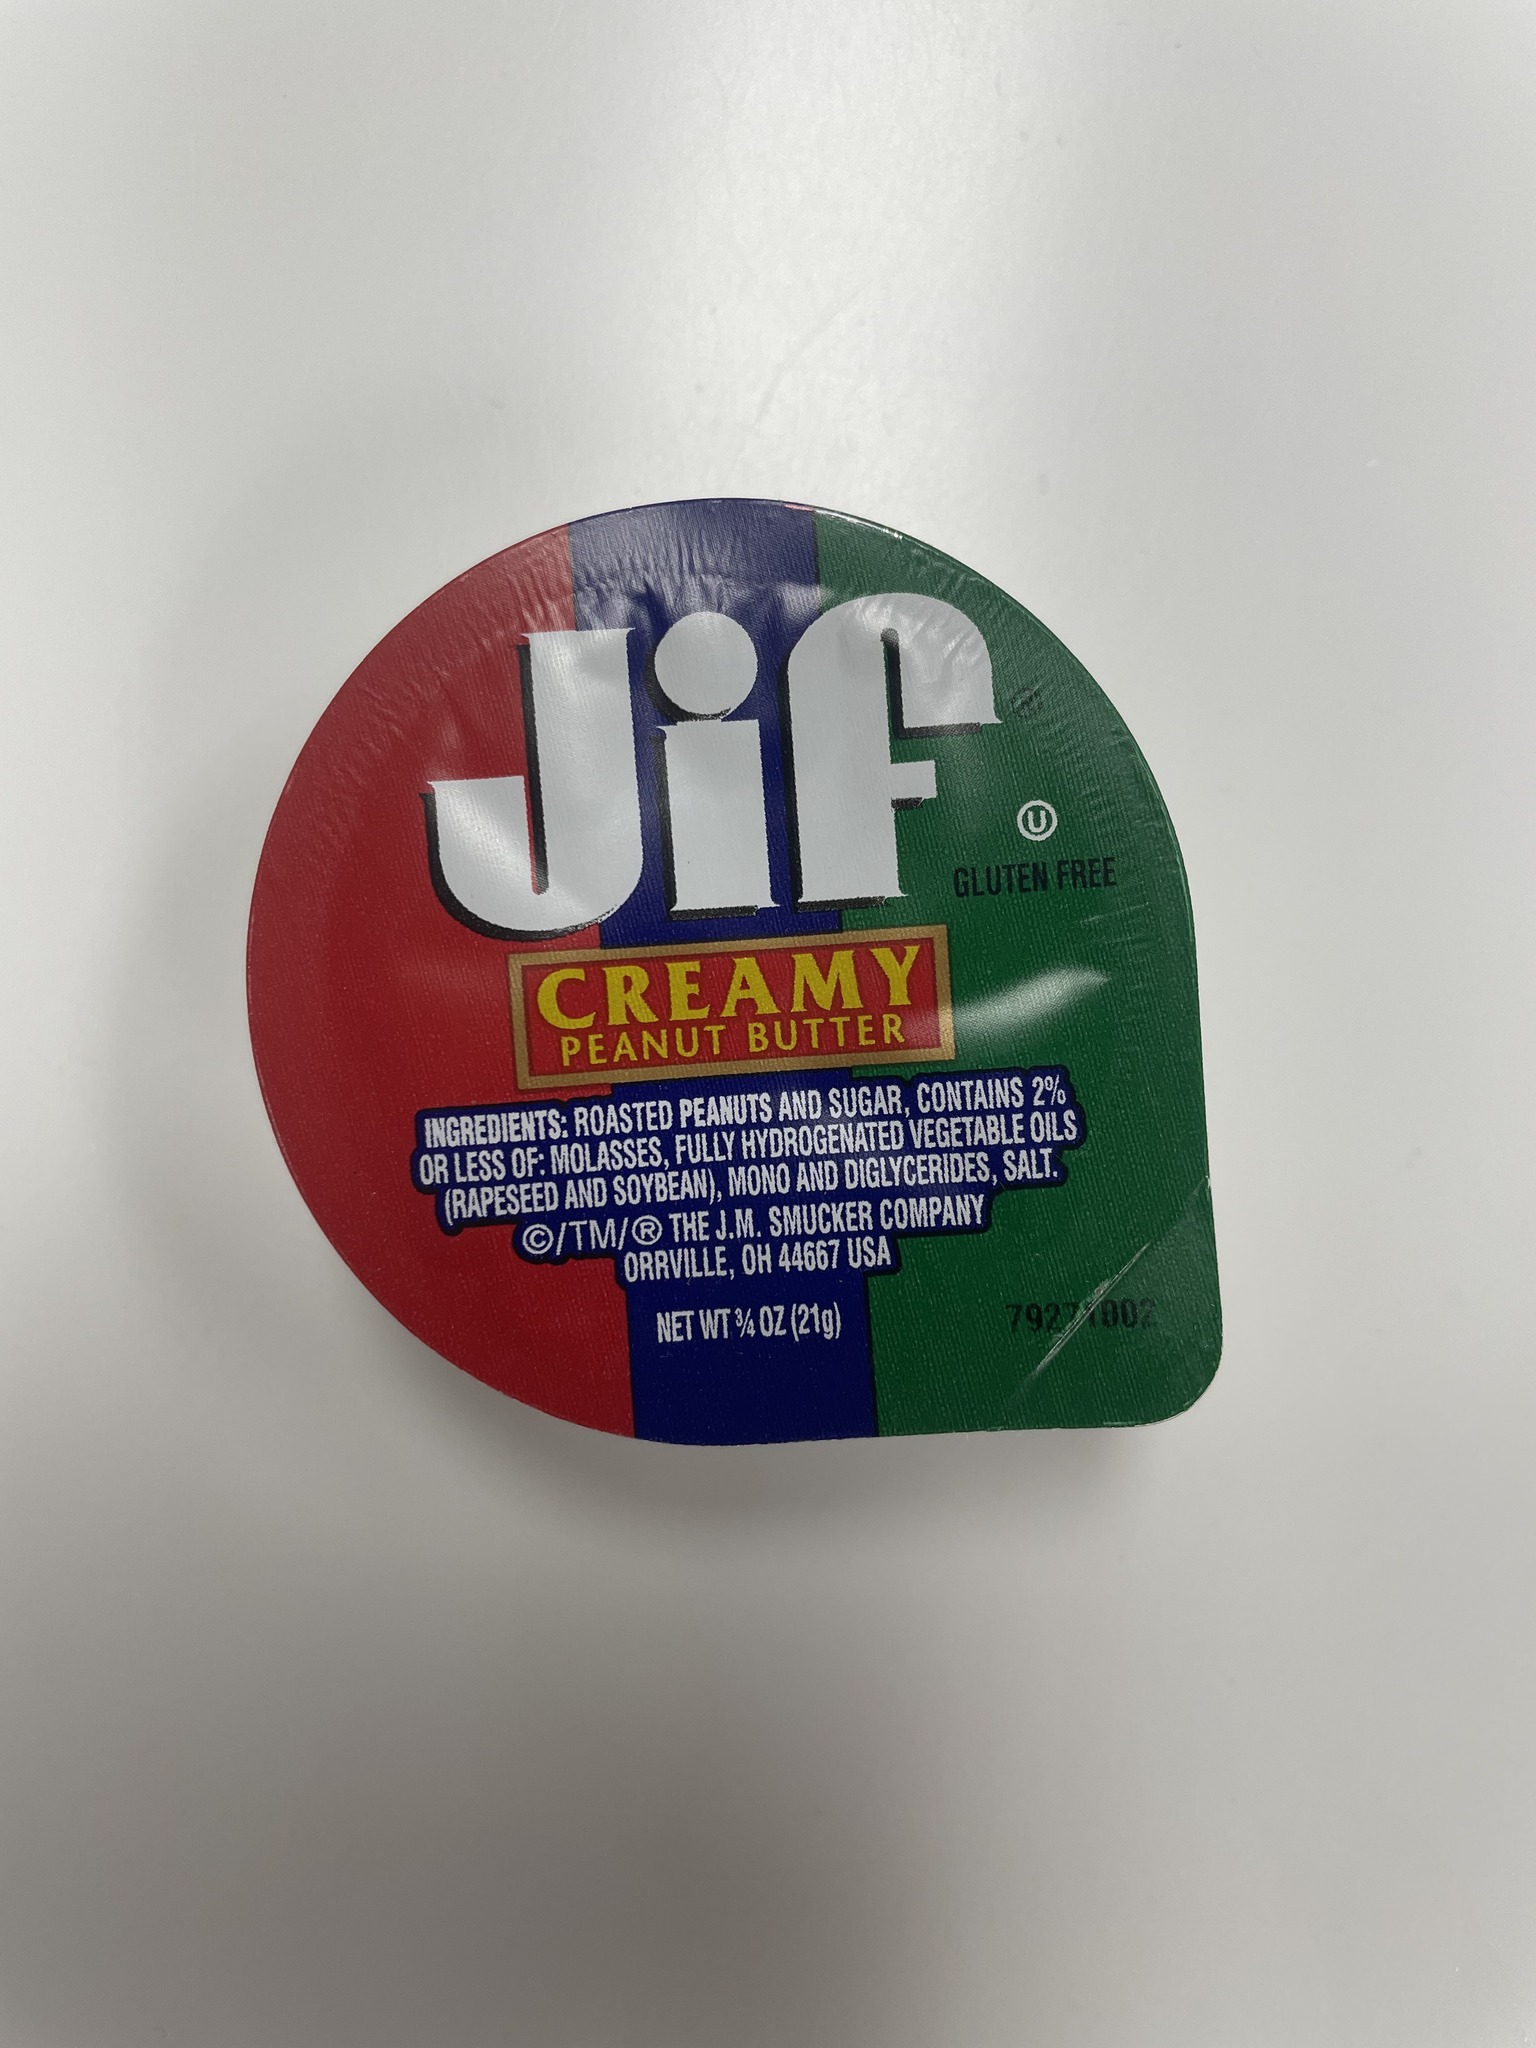 Jif
®
Ⓤ
GLUTEN FREE
CREAMY
PEANUT BUTTER
INGREDIENTS: ROASTED PEANUTS AND SUGAR, CONTAINS 2%
OR LESS OF: MOLASSES, FULLY HYDROGENATED VEGETABLE OILS
(RAPESEED AND SOYBEAN), MONO AND DIGLYCERIDES, SALT.
©/TM/® THE J.M. SMUCKER COMPANY
ORRVILLE, OH 44667 USA
NET WT ¾ OZ (21g)
79271002